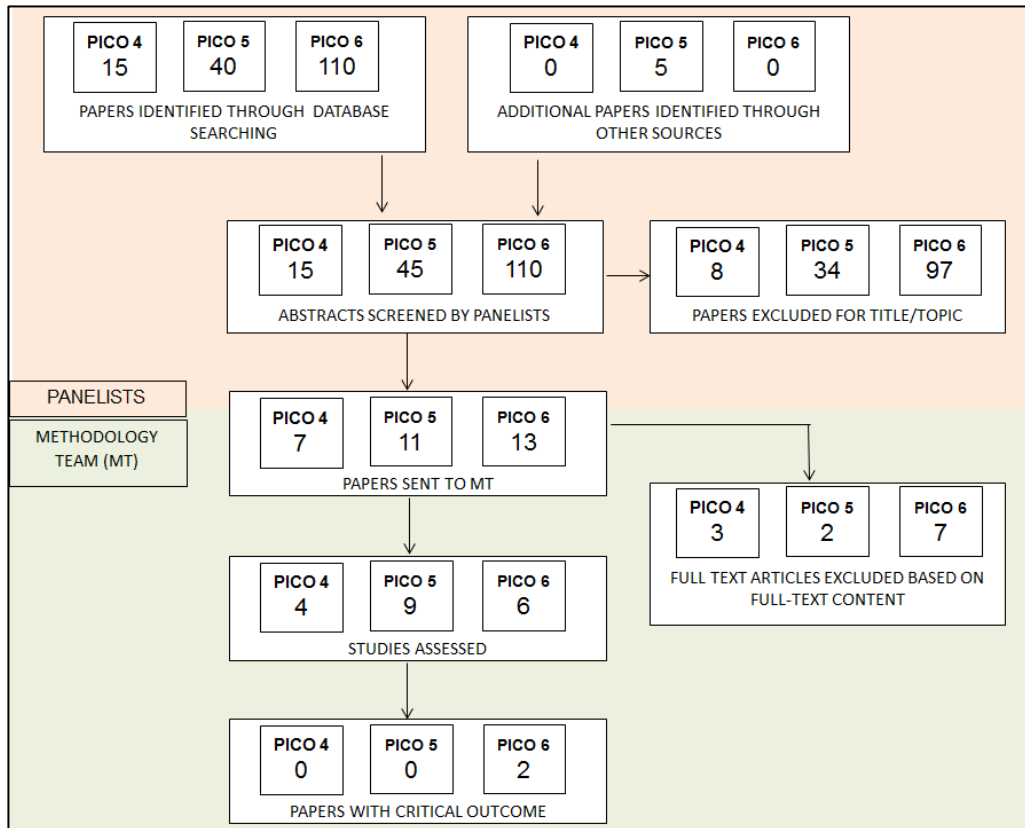 PICO 4 PICO 5 PICO 6
15 40 110
PAPERS IDENTIFIED THROUGH DATABASE
SEARCHING
PICO 4 PICO 5 PICO 6
0 5 0
ADDITIONAL PAPERS IDENTIFIED THROUGH
OTHER SOURCES
PICO 4 PICO 5 PICO 6
15 45 110
ABSTRACTS SCREENED BY PANELISTS
PICO 4 PICO 5 PICO 6
8 34 97
PAPERS EXCLUDED FOR TITLE/TOPIC
PANELISTS
METHODOLOGY
TEAM (MT)
PICO 4 PICO 5 PICO 6
7 11 13
PAPERS SENT TO MT
PICO 4 PICO 5 PICO 6
3 2 7
FULL TEXT ARTICLES EXCLUDED BASED ON
FULL-TEXT CONTENT
PICO 4 PICO 5 PICO 6
4 9 6
STUDIES ASSESSED
PICO 4 PICO 5 PICO 6
0 0 2
PAPERS WITH CRITICAL OUTCOME